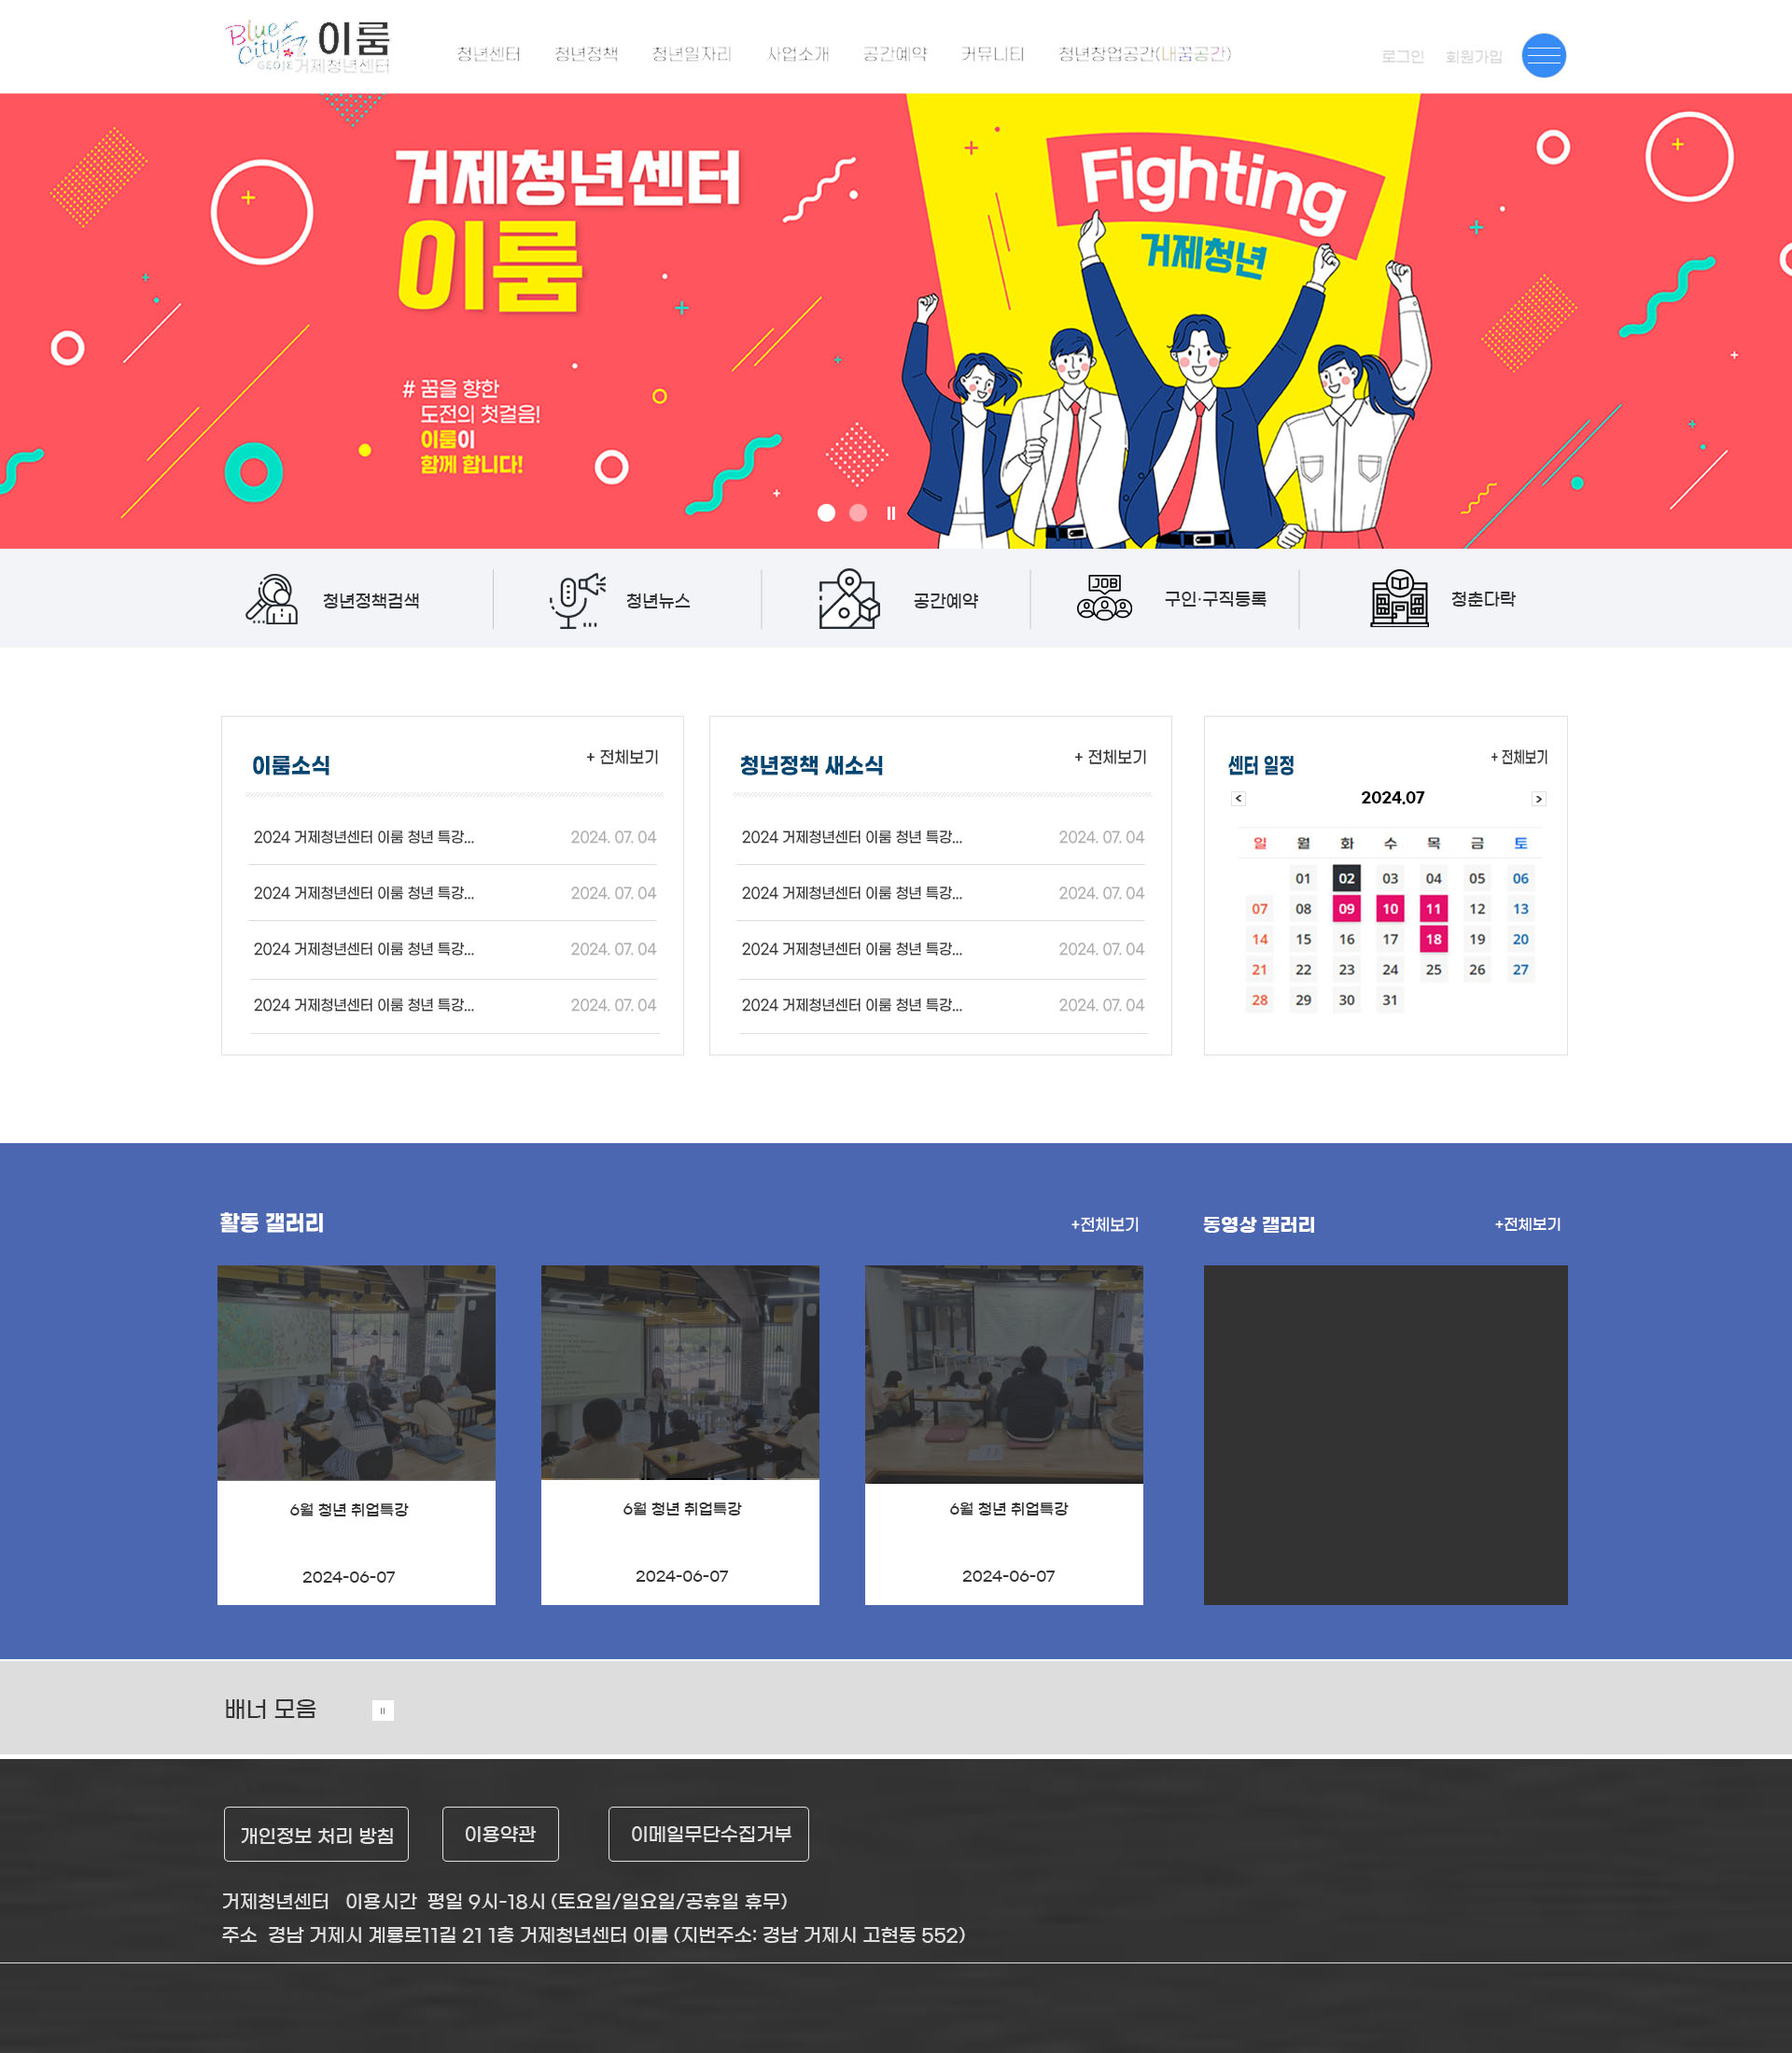 Blue City GEOJE
이룸
거제청년센터
청년센터 청년정책 청년일자리 사업소개 공간예약 커뮤니티 청년창업공간(내꿈공간)
로그인 회원가입
거제청년센터
이룸
# 꿈을 향한
도전의 첫걸음!
이룸이
함께 합니다!
Fighting
거제청년
청년정책검색
청년뉴스
공간예약
JOB
구인·구직등록
청춘다락
이룸소식 + 전체보기
2024 거제청년센터 이룸 청년 특강... 2024. 07. 04
2024 거제청년센터 이룸 청년 특강... 2024. 07. 04
2024 거제청년센터 이룸 청년 특강... 2024. 07. 04
2024 거제청년센터 이룸 청년 특강... 2024. 07. 04
청년정책 새소식 + 전체보기
2024 거제청년센터 이룸 청년 특강... 2024. 07. 04
2024 거제청년센터 이룸 청년 특강... 2024. 07. 04
2024 거제청년센터 이룸 청년 특강... 2024. 07. 04
2024 거제청년센터 이룸 청년 특강... 2024. 07. 04
센터 일정 + 전체보기
< 2024.07 >
일 월 화 수 목 금 토
01 02 03 04 05 06
07 08 09 10 11 12 13
14 15 16 17 18 19 20
21 22 23 24 25 26 27
28 29 30 31
활동 갤러리 +전체보기
6월 청년 취업특강
2024-06-07
6월 청년 취업특강
2024-06-07
6월 청년 취업특강
2024-06-07
동영상 갤러리 +전체보기
배너 모음
개인정보 처리 방침 이용약관 이메일무단수집거부
거제청년센터 이용시간 평일 9시-18시 (토요일/일요일/공휴일 휴무)
주소 경남 거제시 계룡로11길 21 1층 거제청년센터 이룸 (지번주소: 경남 거제시 고현동 552)